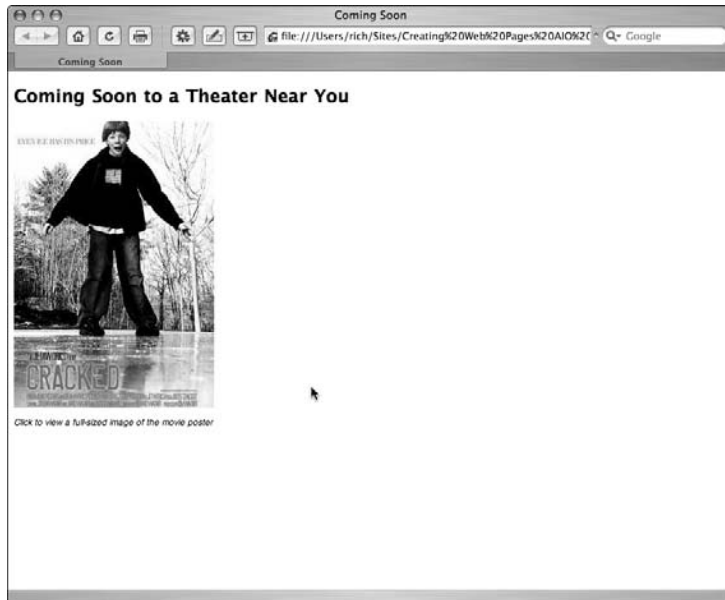 Coming Soon
file:///Users/rich/Sites/Creating%20Web%20Pages%20AIO%20(
Google
Coming Soon
Coming Soon to a Theater Near You
EVEN ICE HAS ITS PRICE
CRACKED
Click to view a full-sized image of the movie poster